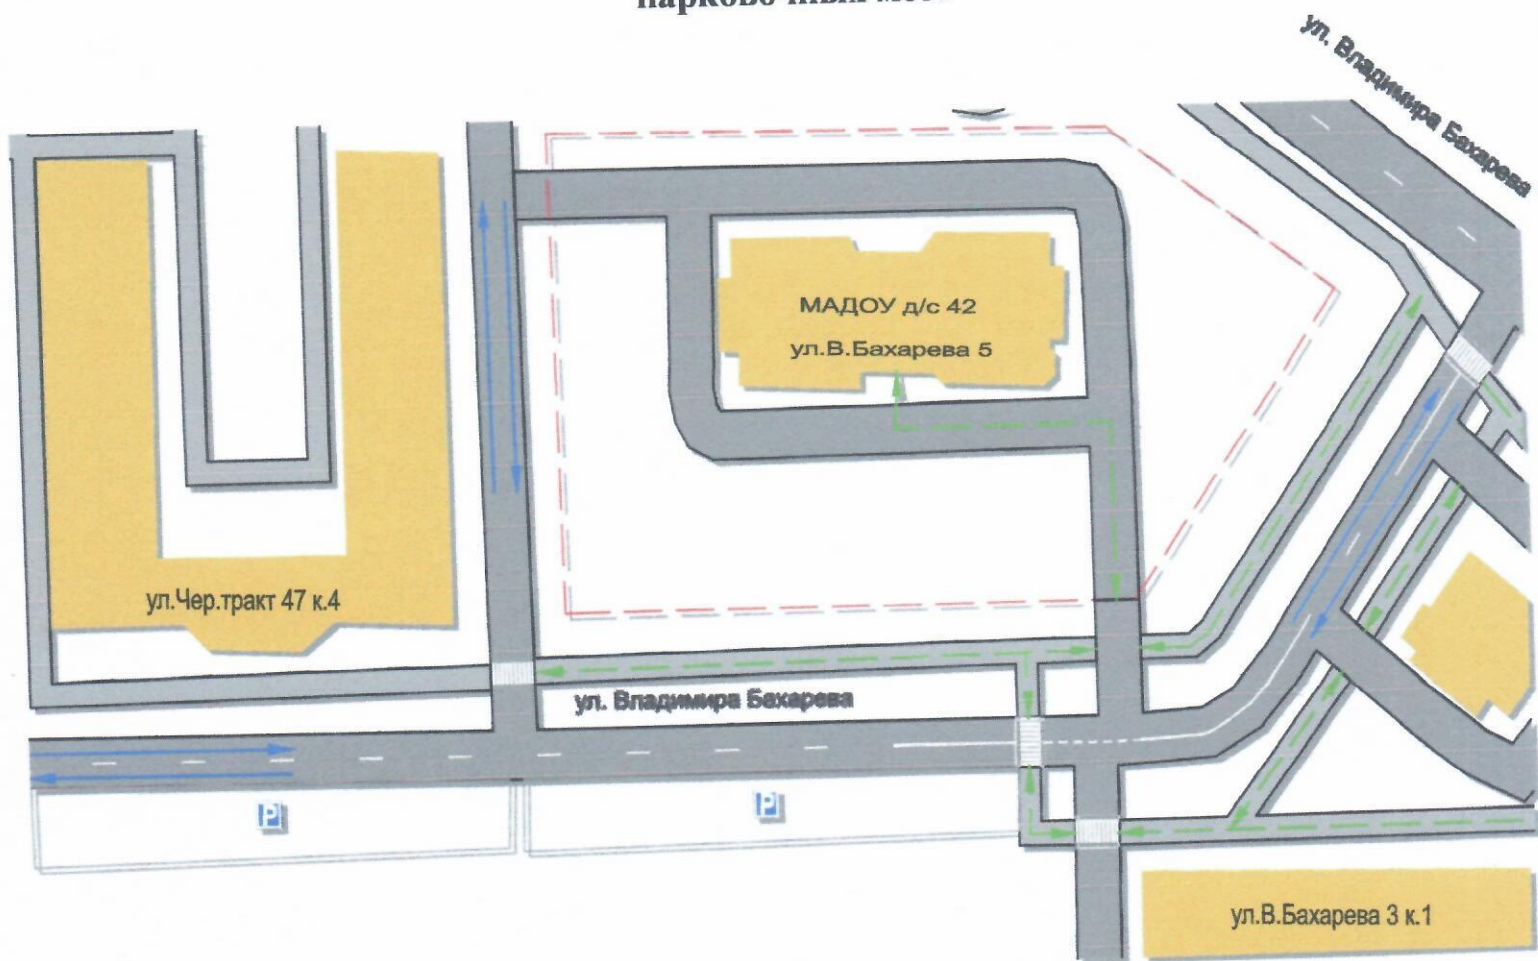 ул. Владимира Бахарева
МАДОУ д/с 42
ул.В.Бахарева 5
ул.Чер.тракт 47 к.4
ул. Владимира Бахарева
P
P
ул.В.Бахарева 3 к.1